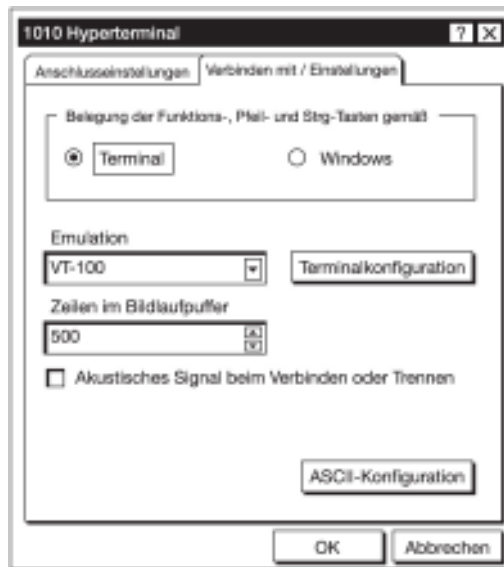 1010 Hyperterminal
Anschlusseinstellungen
Verbinden mit / Einstellungen
Belegung der Funktions-, Pfeil- und Strg-Tasten gemäß
Terminal
Windows
Emulation
VT-100
Terminalkonfiguration
Zeilen im Bildlaufpuffer
500
Akustisches Signal beim Verbinden oder Trennen
ASCII-Konfiguration
OK
Abbrechen